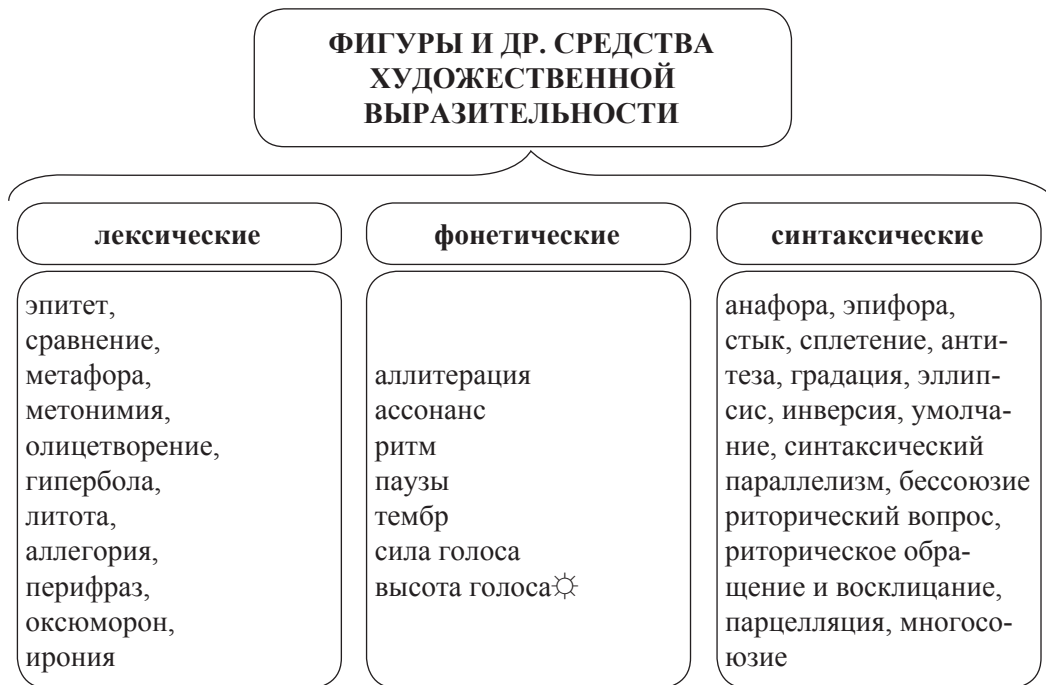 ФИГУРЫ И ДР. СРЕДСТВА
ХУДОЖЕСТВЕННОЙ
ВЫРАЗИТЕЛЬНОСТИ
лексические
эпитет,
сравнение,
метафора,
метонимия,
олицетворение,
гипербола,
литота,
аллегория,
перифраз,
оксюморон,
ирония
фонетические
аллитерация
ассонанс
ритм
паузы
тембр
сила голоса
высота голоса☼
синтаксические
анафора, эпифора,
стык, сплетение, анти-
теза, градация, эллип-
сис, инверсия, умолча-
ние, синтаксический
параллелизм, бессоюзие
риторический вопрос,
риторическое обра-
щение и восклицание,
парцелляция, многосо-
юзие